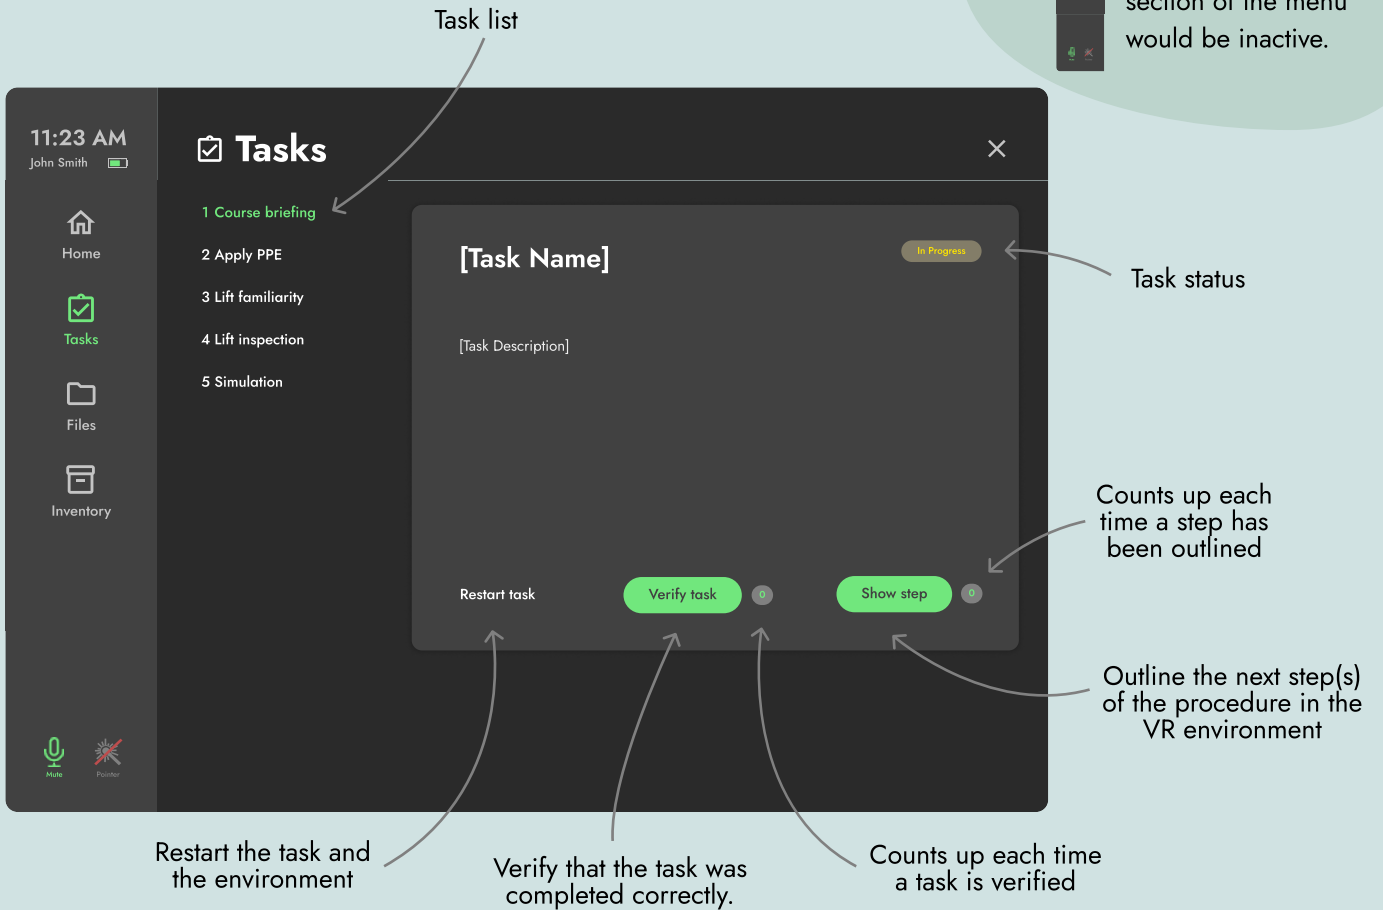 Task list
section of the menu
would be inactive.
11:23 AM
John Smith
Tasks
Home
Tasks
Files
Inventory
Mute
Pointer
1 Course briefing
2 Apply PPE
3 Lift familiarity
4 Lift inspection
5 Simulation
[Task Name]
In Progress
[Task Description]
Restart task
Verify task
0
Show step
0
Task status
Counts up each
time a step has
been outlined
Outline the next step(s)
of the procedure in the
VR environment
Restart the task and
the environment
Verify that the task was
completed correctly.
Counts up each time
a task is verified